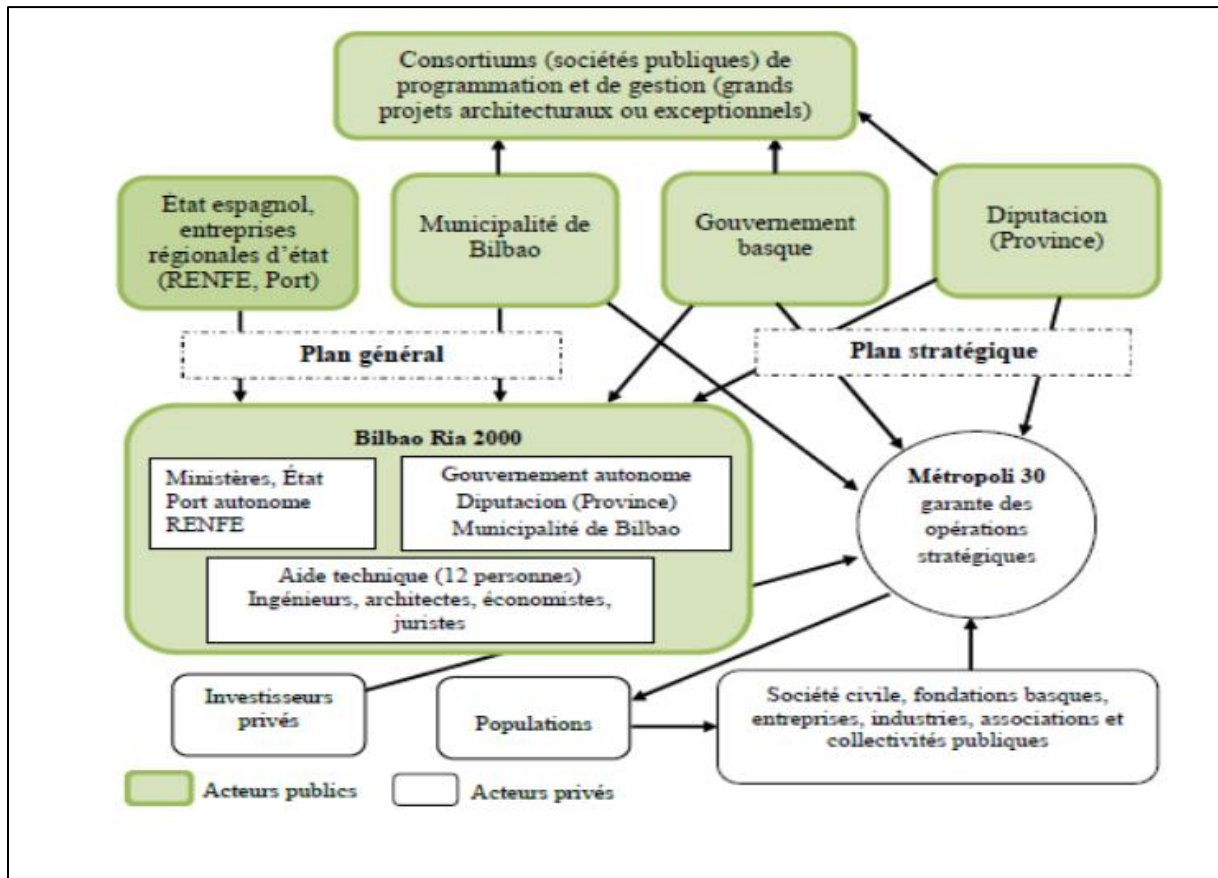 Consortiums (sociétés publiques) de
programmation et de gestion (grands
projets architecturaux ou exceptionnels)
État espagnol,
entreprises
régionales d'état
(RENFE, Port)
Municipalité de
Bilbao
Gouvernement
basque
Diputacion
(Province)
Plan général
Plan stratégique
Bilbao Ria 2000
Ministères, État
Port autonome
RENFE
Gouvernement autonome
Diputacion (Province)
Municipalité de Bilbao
Aide technique (12 personnes)
Ingénieurs, architectes, économistes,
juristes
Métropoli 30
garante des
opérations
stratégiques
Investisseurs
privés
Populations
Société civile, fondations basques,
entreprises, industries, associations et
collectivités publiques
Acteurs publics
Acteurs privés